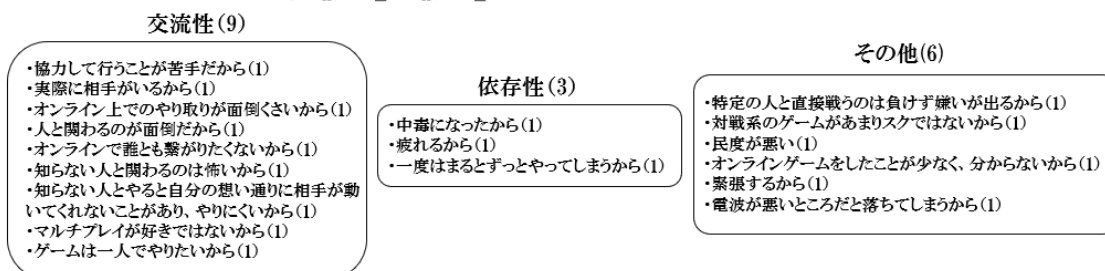 交流性(9)
・協力して行うことが苦手だから(1)
・実際に相手がいるから(1)
・オンライン上でのやり取りが面倒くさいから(1)
・人と関わるのが面倒だから(1)
・オンラインで誰とも繋がりたくないから(1)
・知らない人と関わるのは怖いから(1)
・知らない人とやると自分の想い通りに相手が動
いてくれないことがあり、やりにくいから(1)
・マルチプレイが好きではないから(1)
・ゲームは一人でやりたいから(1)
依存性(3)
・中毒になったから(1)
・疲れるから(1)
・一度はまるとずっとやってしまうから(1)
その他(6)
・特定の人と直接戦うのは負けず嫌いが出るから(1)
・対戦系のゲームがあまりスクではないから(1)
・民度が悪い(1)
・オンラインゲームをしたことが少なく、分からないから(1)
・緊張するから(1)
・電波が悪いところだと落ちてしまうから(1)